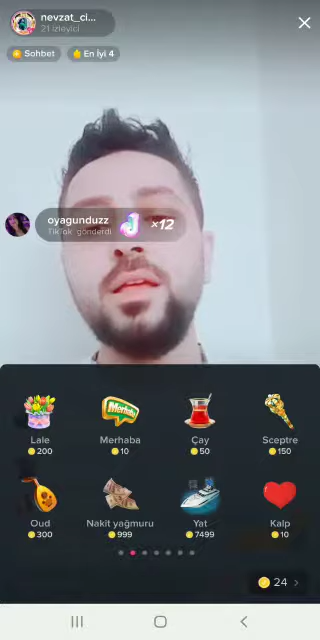 nevzat_ci...
21 izleyici
Sohbet
En İyi 4
oyagunduzz
TikTok gönderdi
×12
Merhaba
Lale
Merhaba
Çay
Sceptre
200
10
50
150
Oud
Nakit yağmuru
Yat
Kalp
300
999
7499
10
24